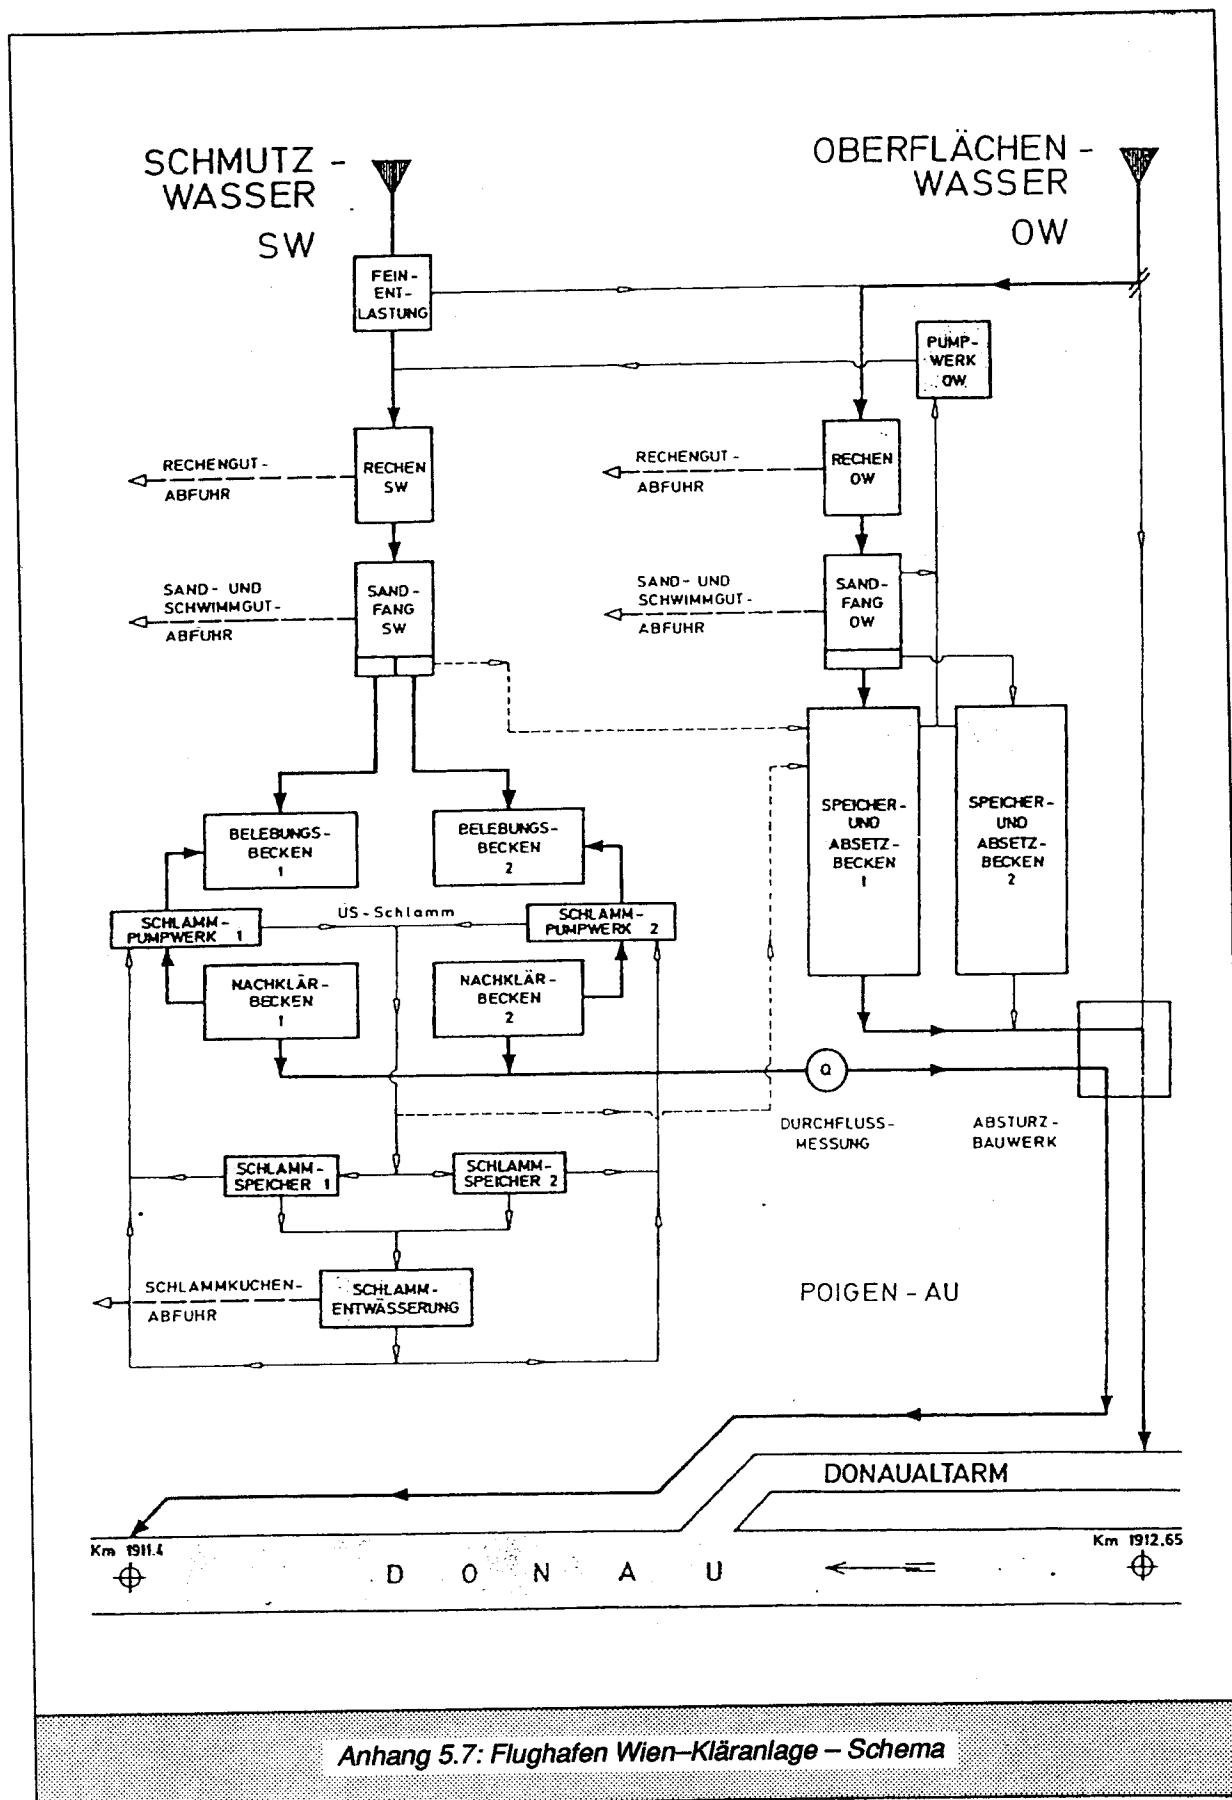 SCHMUTZ -
WASSER
SW
OBERFLÄCHEN -
WASSER
OW
FEIN-
ENT-
LASTUNG
PUMP-
WERK
OW
RECHENGUT-
ABFUHR
RECHEN
SW
RECHENGUT-
ABFUHR
RECHEN
OW
SAND- UND
SCHWIMMGUT-
ABFUHR
SAND-
FANG
SW
SAND- UND
SCHWIMMGUT-
ABFUHR
SAND-
FANG
OW
BELEBUNGS-
BECKEN
1
BELEBUNGS-
BECKEN
2
SPEICHER-
UND
ABSETZ-
BECKEN
1
SPEICHER-
UND
ABSETZ-
BECKEN
2
SCHLAMM-
PUMPWERK 1
ÜS-Schlamm
SCHLAMM-
PUMPWERK 2
NACHKLÄR-
BECKEN
1
NACHKLÄR-
BECKEN
2
Q
DURCHFLUSS-
MESSUNG
ABSTURZ-
BAUWERK
SCHLAMM-
SPEICHER 1
SCHLAMM-
SPEICHER 2
SCHLAMMKUCHEN-
ABFUHR
SCHLAMM-
ENTWÄSSERUNG
POIGEN - AU
DONAUALTARM
Km 1911.4
Km 1912.65
D O N A U
Anhang 5.7: Flughafen Wien–Kläranlage – Schema